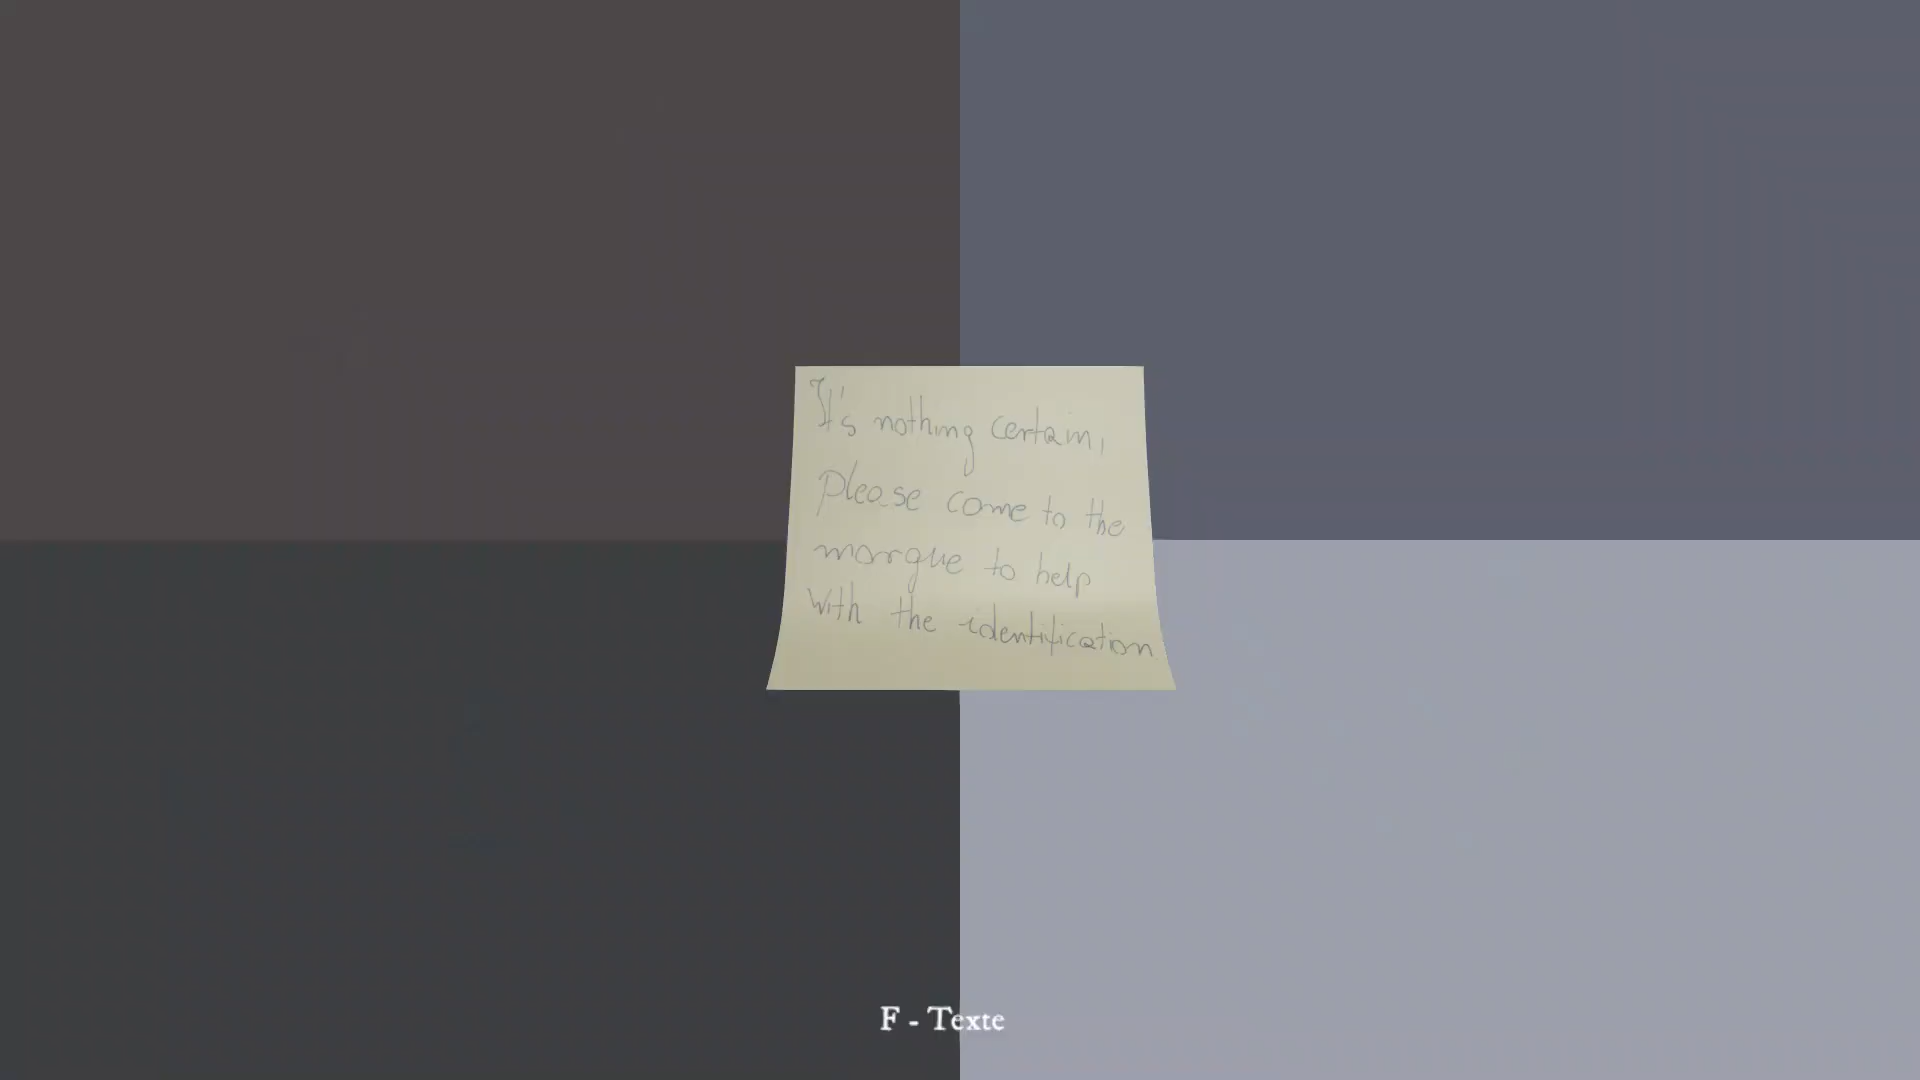 It's nothing certain,
please come to the
morgue to help
with the identification
F - Texte